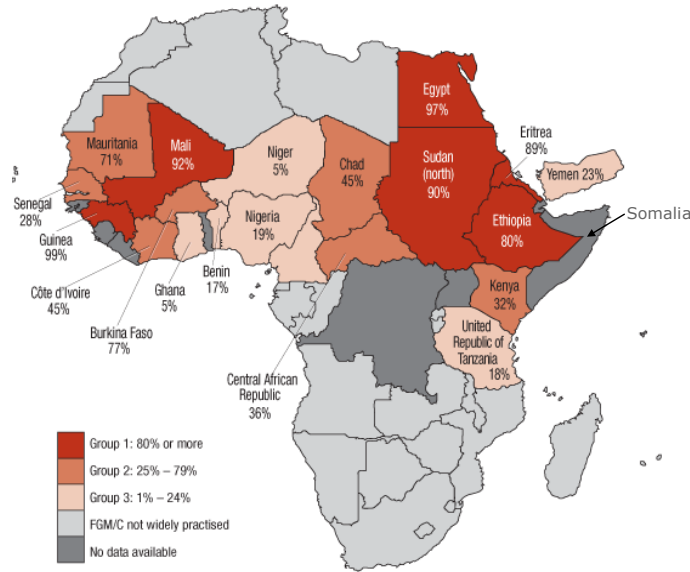 Egypt
97%
Mauritania
71%
Mali
92%
Niger
5%
Chad
45%
Sudan
(north)
90%
Eritrea
89%
Yemen 23%
Senegal
28%
Guinea
99%
Nigeria
19%
Ethiopia
80%
Somalia
Côte d'Ivoire
45%
Burkina Faso
77%
Ghana
5%
Benin
17%
Kenya
32%
United
Republic of
Tanzania
18%
Central African
Republic
36%
Group 1: 80% or more
Group 2: 25% – 79%
Group 3: 1% – 24%
FGM/C not widely practised
No data available